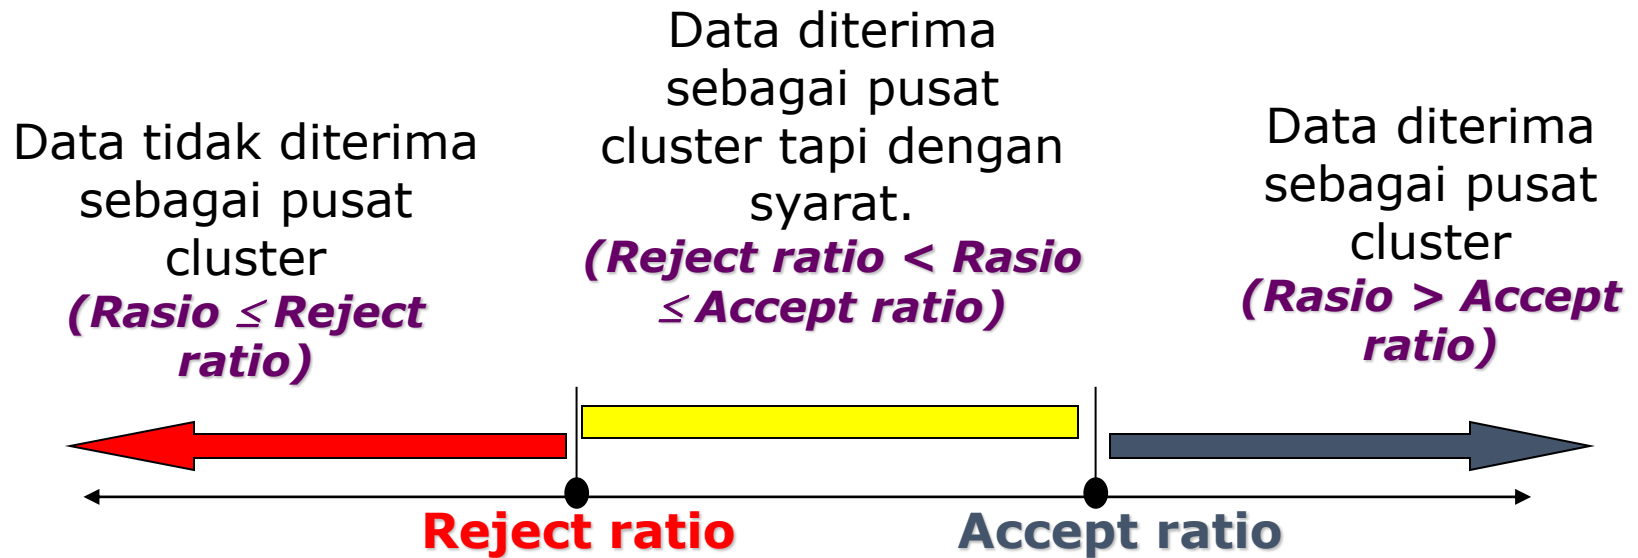 Data tidak diterima
sebagai pusat
cluster
(Rasio ≤ Reject
ratio)
Data diterima
sebagai pusat
cluster tapi dengan
syarat.
(Reject ratio < Rasio
≤ Accept ratio)
Data diterima
sebagai pusat
cluster
(Rasio > Accept
ratio)
Reject ratio
Accept ratio